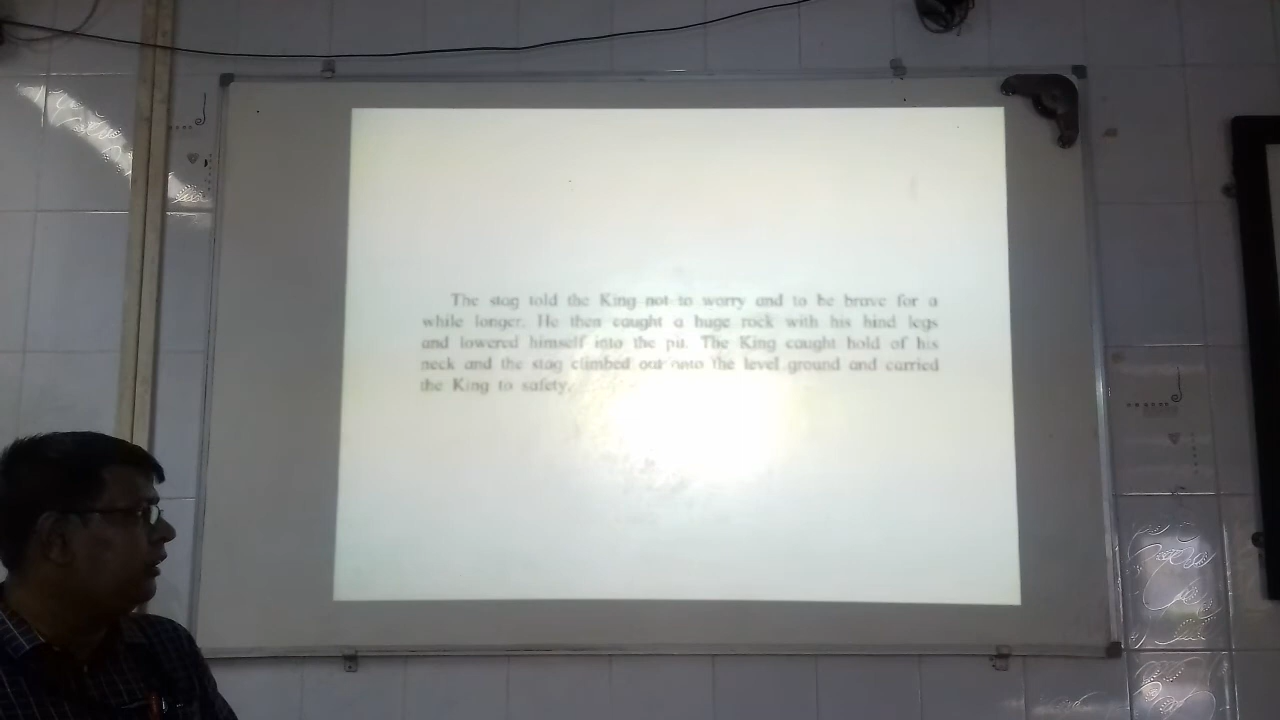 The stag told the King not to worry and to be brave for a
while longer. He then caught a huge rock with his hind legs
and lowered himself into the pit. The King caught hold of his
neck and the stag climbed out onto the level ground and carried
the King to safety.